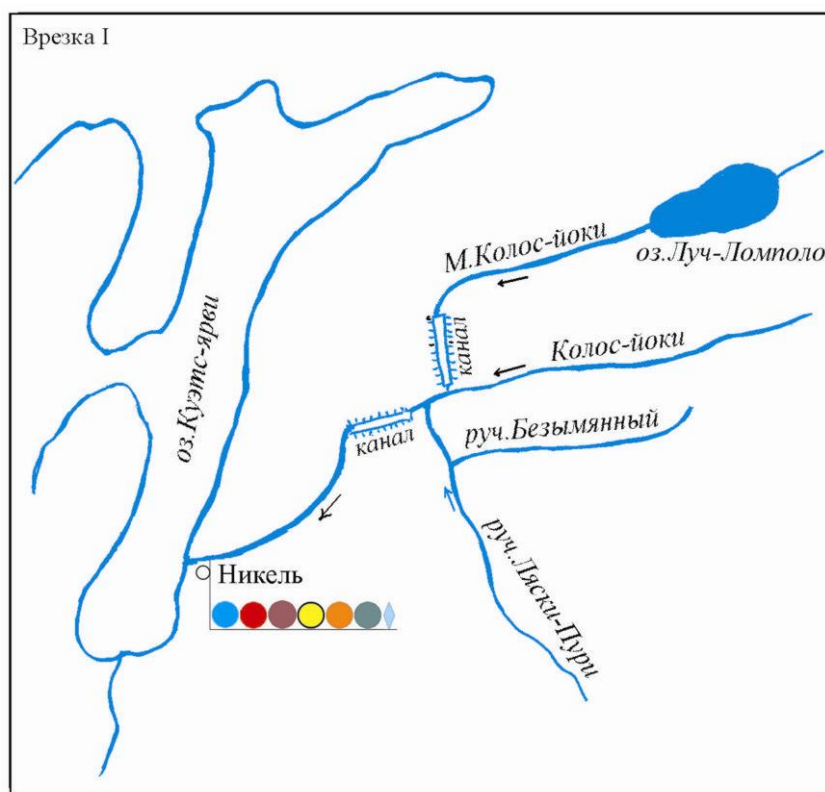 Врезка I
М.Колос-йоки
оз.Луч-Ломполо
канал
Колос-йоки
оз.Куэтс-ярви
канал
руч.Безымянный
руч.Ляски-Пури
Никель